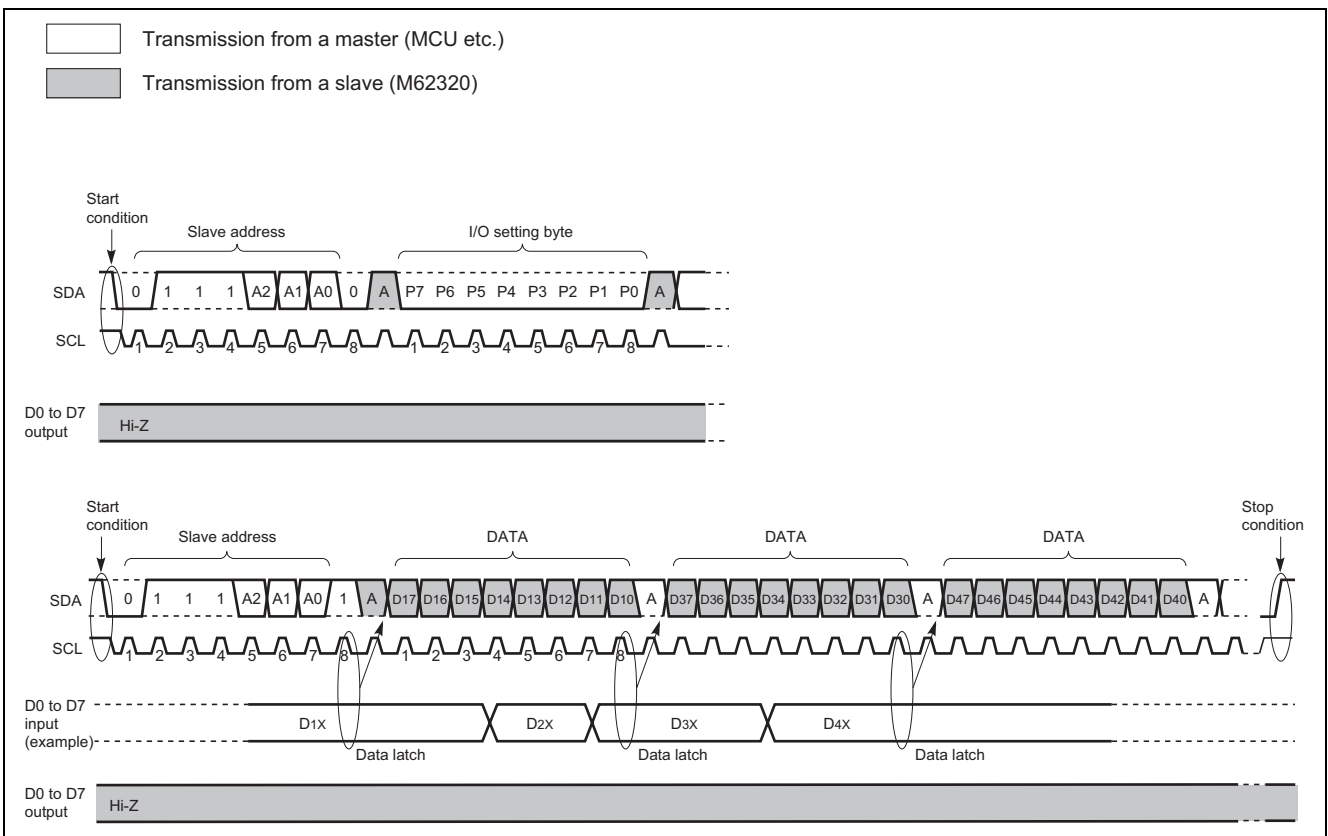 Transmission from a master (MCU etc.)
Transmission from a slave (M62320)
Start
condition
Slave address
I/O setting byte
SDA 0 1 1 1 A2 A1 A0 0 A P7 P6 P5 P4 P3 P2 P1 P0 A
SCL 1 2 3 4 5 6 7 8 1 2 3 4 5 6 7 8
D0 to D7
output
Hi-Z
Start
condition
Slave address
DATA
DATA
DATA
Stop
condition
SDA 0 1 1 1 A2 A1 A0 1 A D17 D16 D15 D14 D13 D12 D11 D10 A D37 D36 D35 D34 D33 D32 D31 D30 A D47 D46 D45 D44 D43 D42 D41 D40 A
SCL 1 2 3 4 5 6 7 8 1 2 3 4 5 6 7 8
D0 to D7
input
(example)
D1X D2X D3X D4X
Data latch Data latch Data latch
D0 to D7
output
Hi-Z